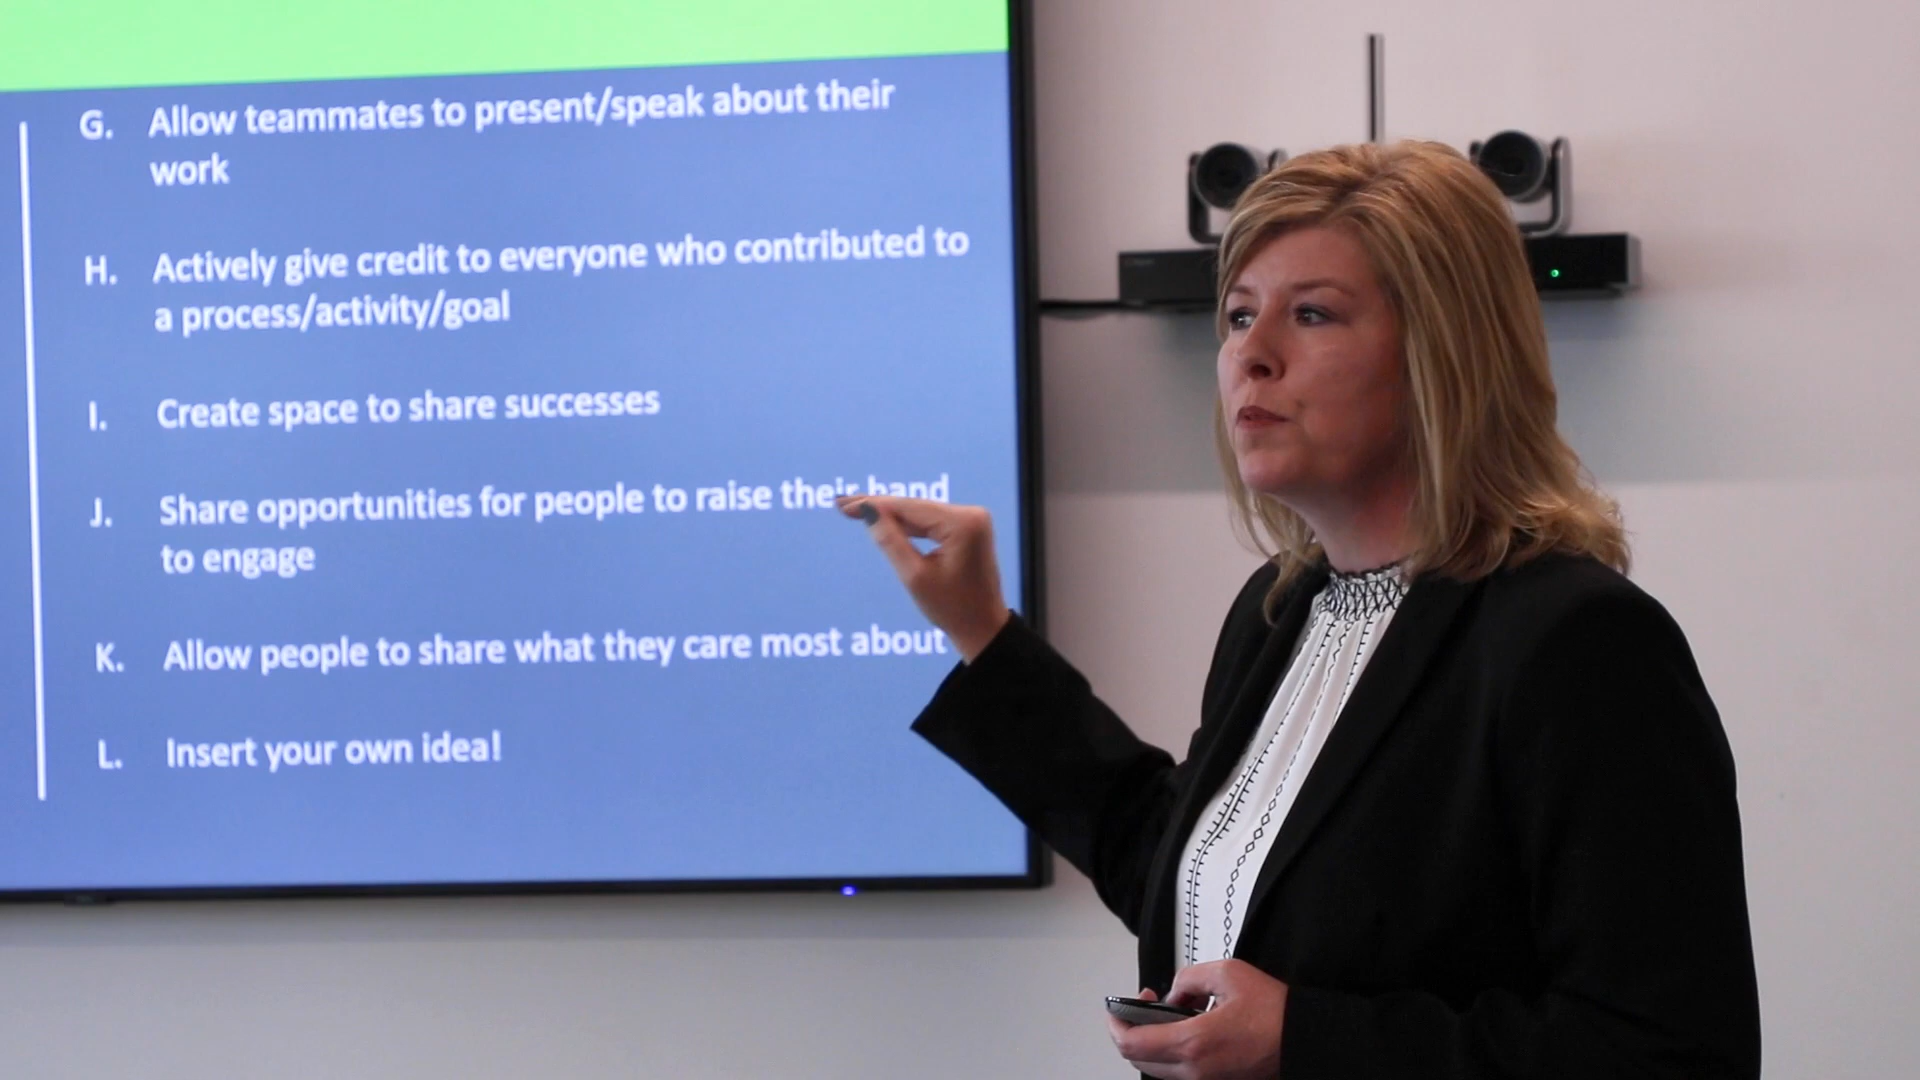 G. Allow teammates to present/speak about their
work
H. Actively give credit to everyone who contributed to
a process/activity/goal
I. Create space to share successes
J. Share opportunities for people to raise their hand
to engage
K. Allow people to share what they care most about
L. Insert your own idea!